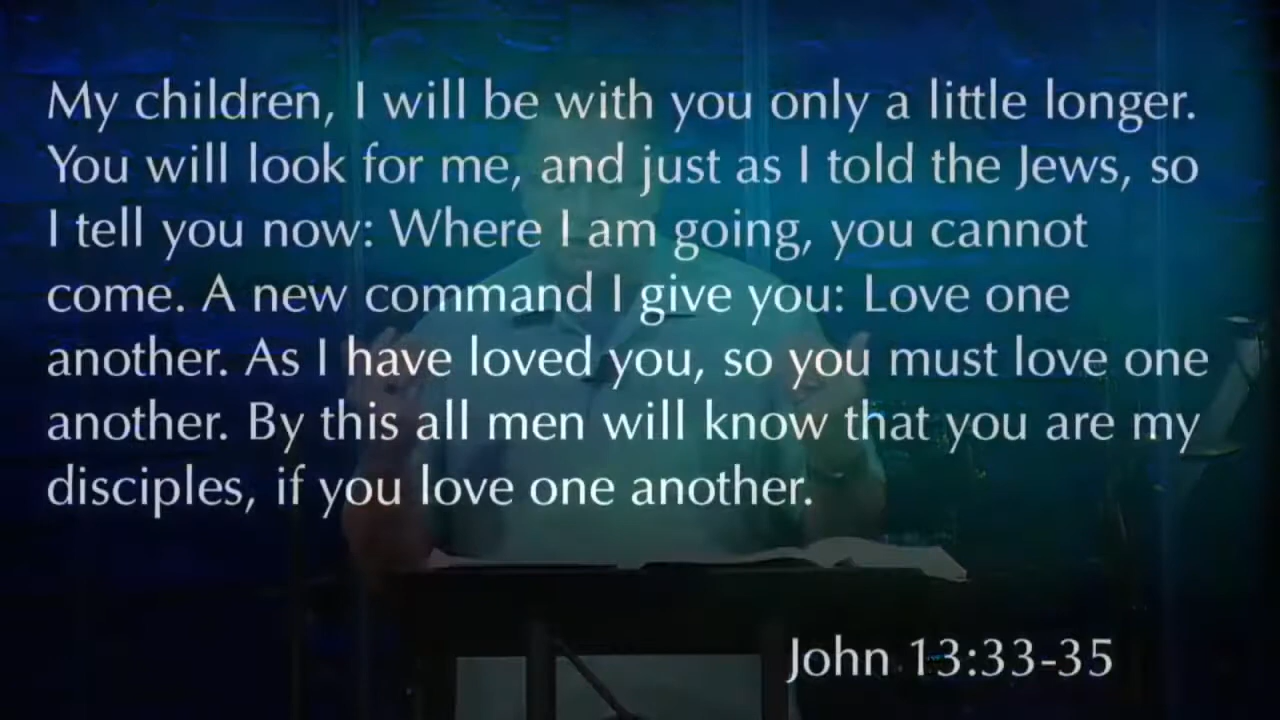 My children, I will be with you only a little longer.
You will look for me, and just as I told the Jews, so
I tell you now: Where I am going, you cannot
come. A new command I give you: Love one
another. As I have loved you, so you must love one
another. By this all men will know that you are my
disciples, if you love one another.
John 13:33-35